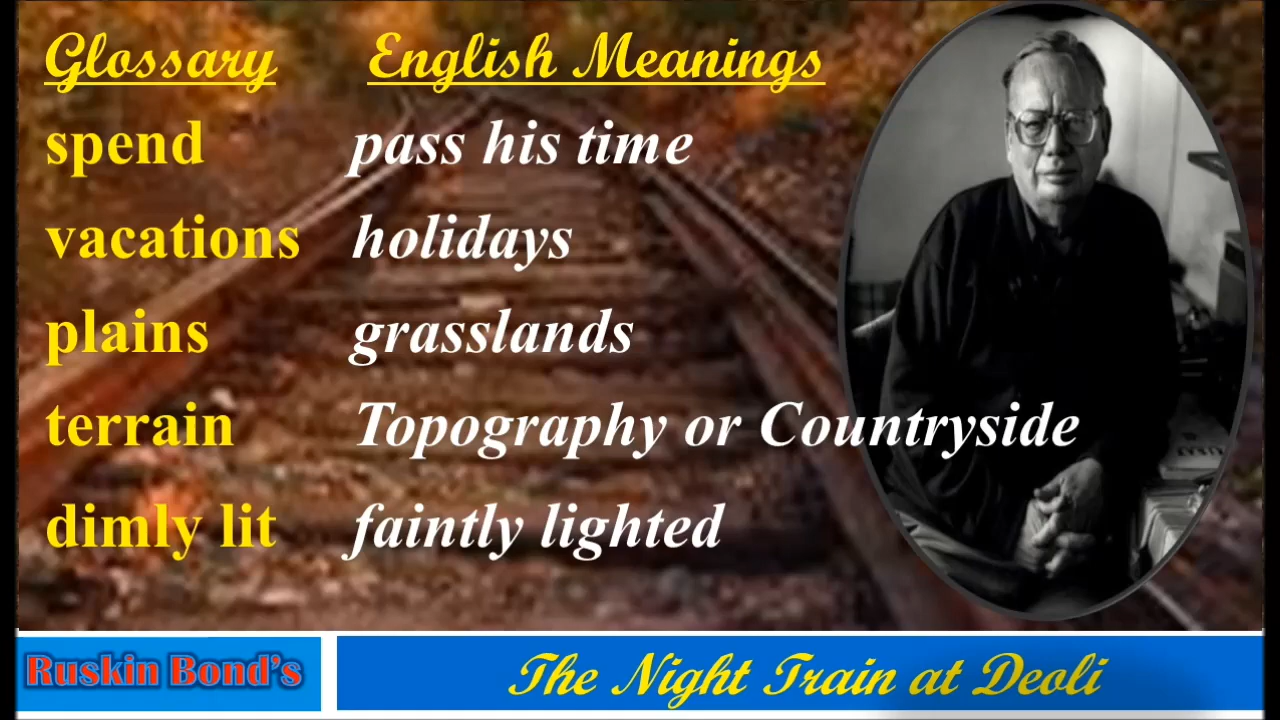 Glossary English Meanings
spend pass his time
vacations holidays
plains grasslands
terrain Topography or Countryside
dimly lit faintly lighted
Ruskin Bond's The Night Train at Deoli